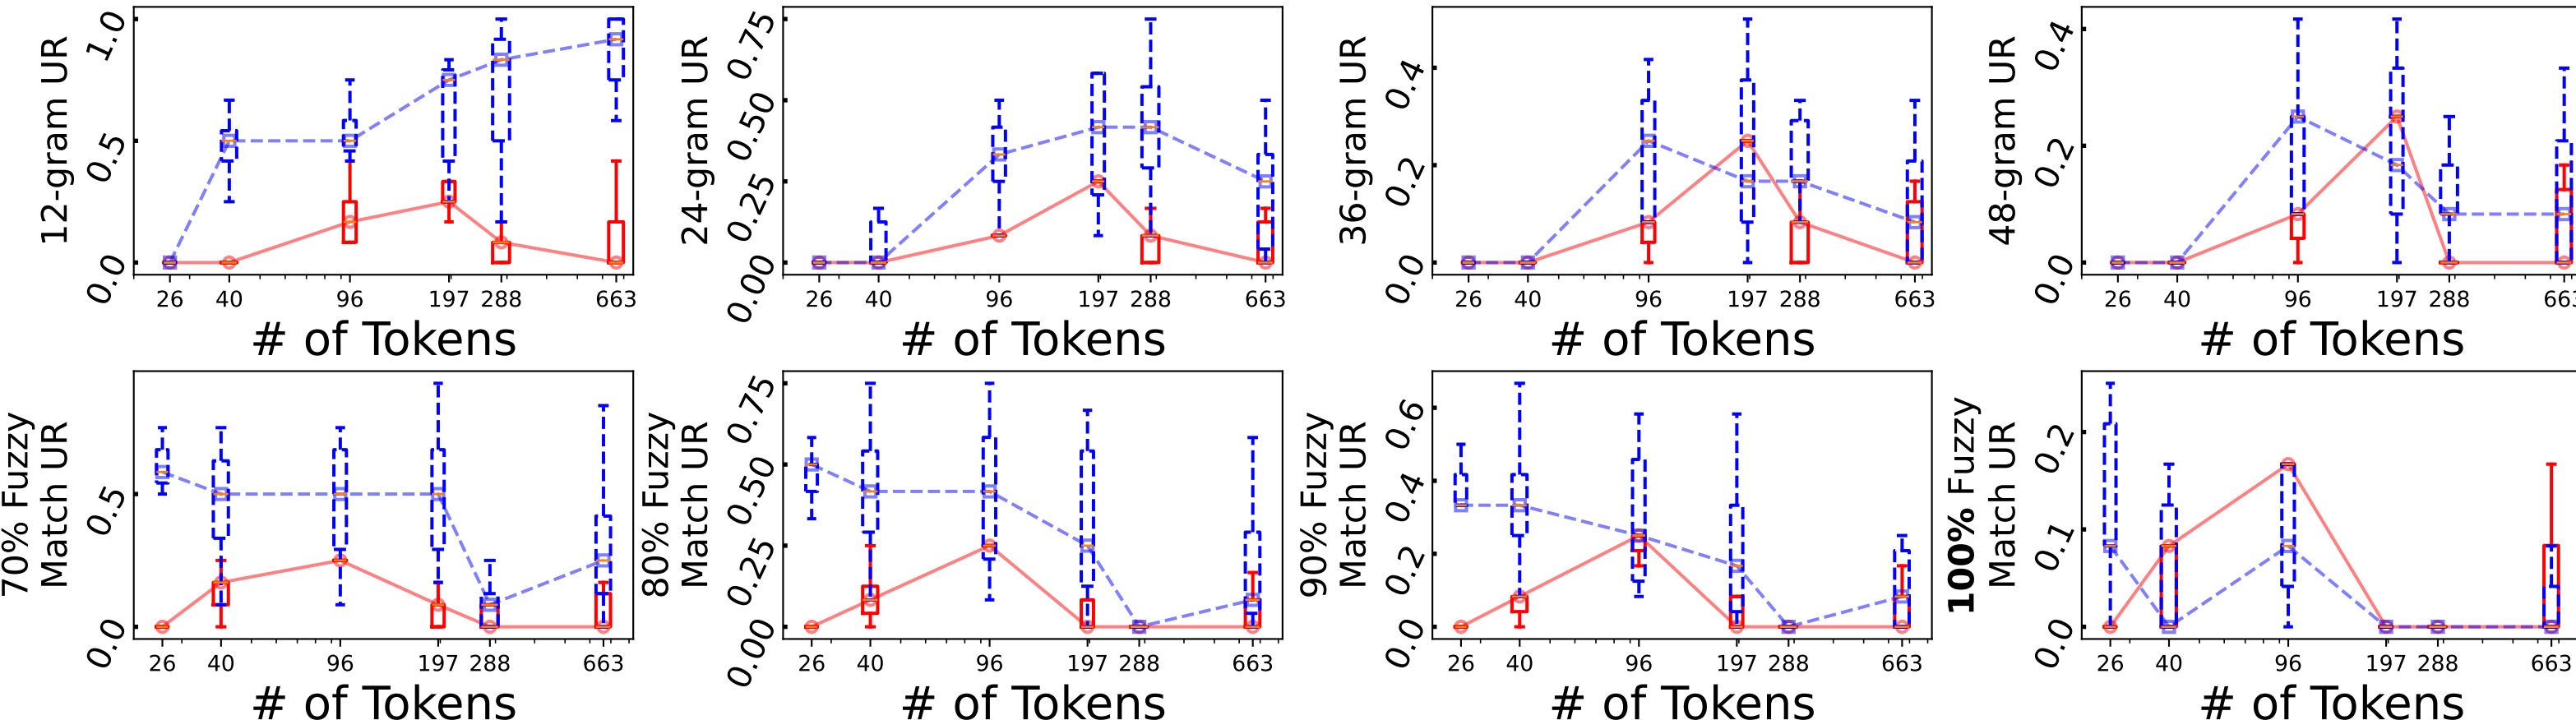 12-gram UR
0.0
0.5
1.0
26 40 96 197 288 663
# of Tokens
24-gram UR
0.00
0.25
0.50
0.75
26 40 96 197 288 663
# of Tokens
36-gram UR
0.0
0.2
0.4
26 40 96 197 288 663
# of Tokens
48-gram UR
0.0
0.2
0.4
26 40 96 197 288 663
# of Tokens
70% Fuzzy
Match UR
0.0
0.5
26 40 96 197 288 663
# of Tokens
80% Fuzzy
Match UR
0.00
0.25
0.50
0.75
26 40 96 197 288 663
# of Tokens
90% Fuzzy
Match UR
0.0
0.2
0.4
0.6
26 40 96 197 288 663
# of Tokens
100% Fuzzy
Match UR
0.0
0.1
0.2
26 40 96 197 288 663
# of Tokens